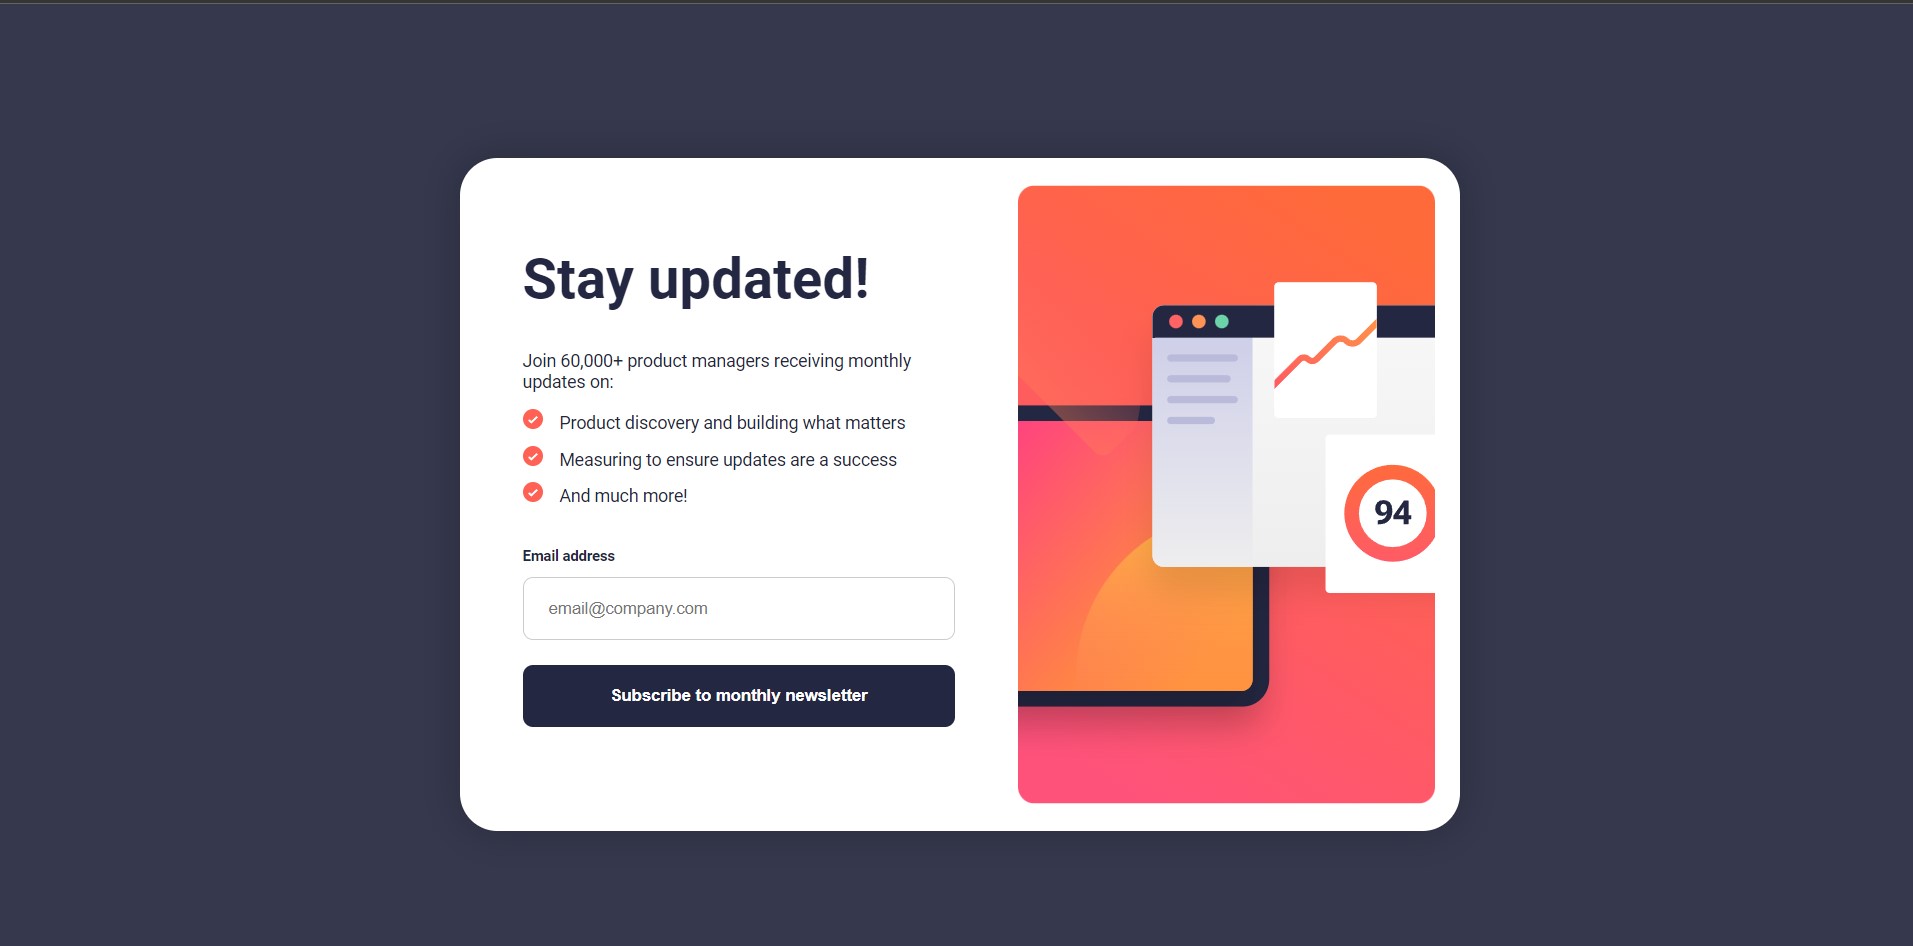 Stay updated!
Join 60,000+ product managers receiving monthly
updates on:
Product discovery and building what matters
Measuring to ensure updates are a success
And much more!
Email address
email@company.com
Subscribe to monthly newsletter
94